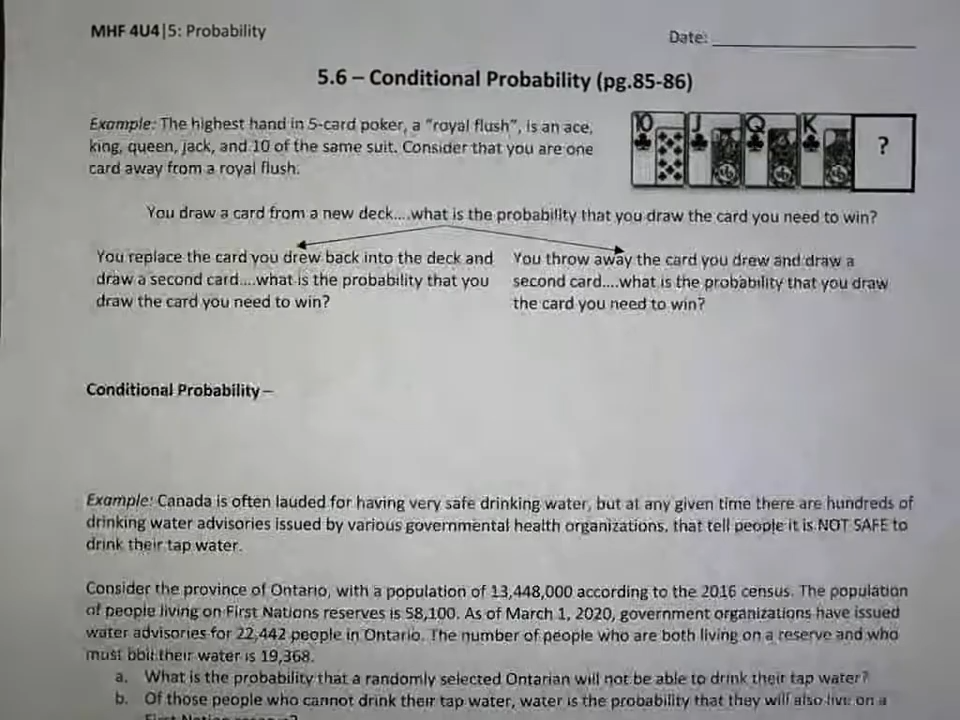 MHF 4U4|5: Probability
Date:
5.6 – Conditional Probability (pg.85-86)
Example: The highest hand in 5-card poker, a "royal flush", is an ace,
king, queen, jack, and 10 of the same suit. Consider that you are one
card away from a royal flush.
10 J Q K ?
You draw a card from a new deck....what is the probability that you draw the card you need to win?
You replace the card you drew back into the deck and
draw a second card....what is the probability that you
draw the card you need to win?
You throw away the card you drew and draw a
second card....what is the probability that you draw
the card you need to win?
Conditional Probability –
Example: Canada is often lauded for having very safe drinking water, but at any given time there are hundreds of
drinking water advisories issued by various governmental health organizations, that tell people it is NOT SAFE to
drink their tap water.
Consider the province of Ontario, with a population of 13,448,000 according to the 2016 census. The population
of people living on First Nations reserves is 58,100. As of March 1, 2020, government organizations have issued
water advisories for 22,442 people in Ontario. The number of people who are both living on a reserve and who
must boil their water is 19,368.
a. What is the probability that a randomly selected Ontarian will not be able to drink their tap water?
b. Of those people who cannot drink their tap water, water is the probability that they will also live on a
First Nation reserve?